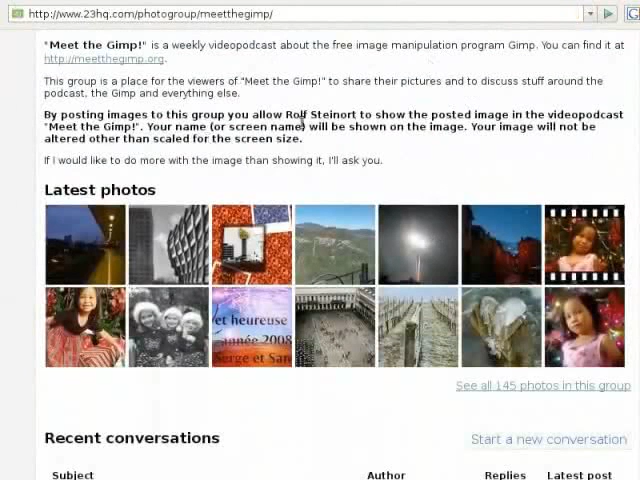 http://www.23hq.com/photogroup/meetthegimp/
"Meet the Gimp!" is a weekly videopodcast about the free image manipulation program Gimp. You can find it at
http://meetthegimp.org.
This group is a place for the viewers of "Meet the Gimp!" to share their pictures and to discuss stuff around the
podcast, the Gimp and everything else.
By posting images to this group you allow Rolf Steinort to show the posted image in the videopodcast
"Meet the Gimp!". Your name (or screen name) will be shown on the image. Your image will not be
altered other than scaled for the screen size.
If I would like to do more with the image than showing it, I'll ask you.
Latest photos
et heureuse
année 2008
Serge et San
See all 145 photos in this group
Recent conversations
Start a new conversation
Subject Author Replies Latest post